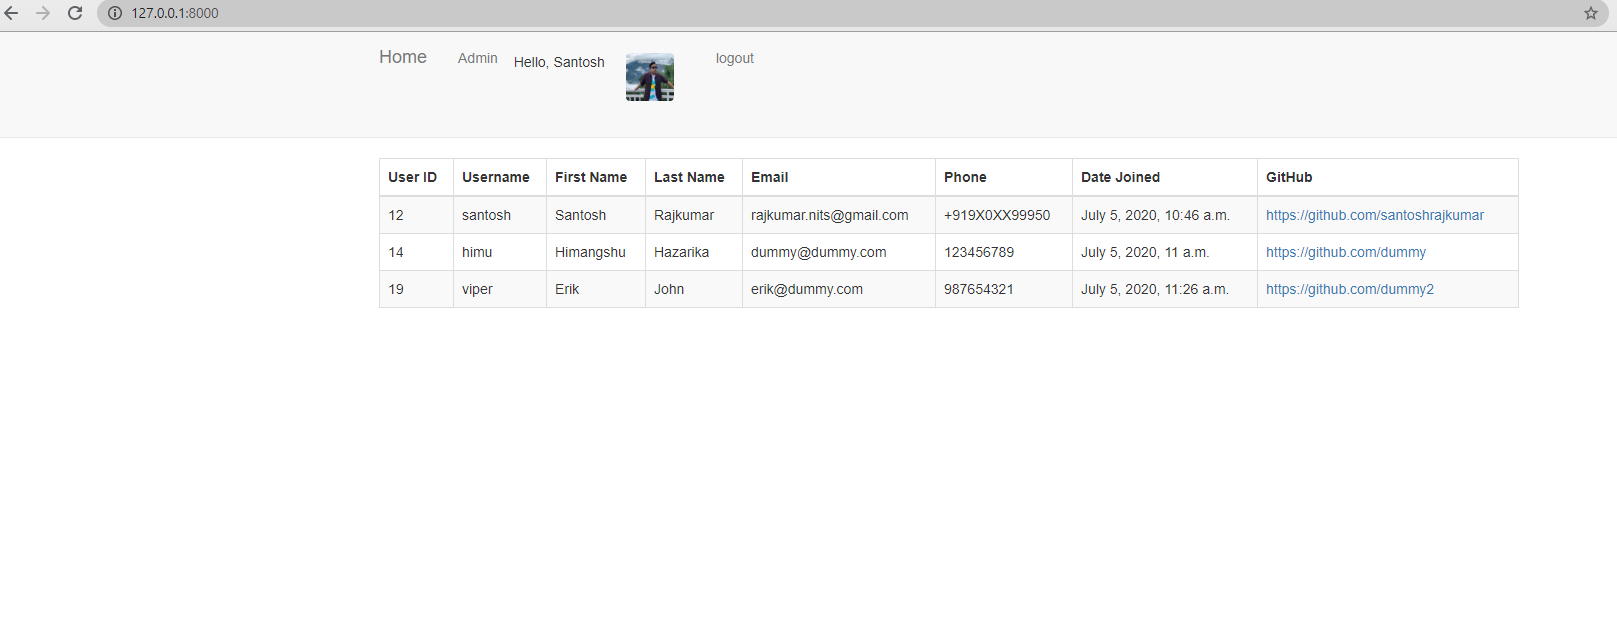 127.0.0.1:8000
Home Admin Hello, Santosh logout
User ID Username First Name Last Name Email Phone Date Joined GitHub
12 santosh Santosh Rajkumar rajkumar.nits@gmail.com +919X0XX99950 July 5, 2020, 10:46 a.m. https://github.com/santoshrajkumar
14 himu Himangshu Hazarika dummy@dummy.com 123456789 July 5, 2020, 11 a.m. https://github.com/dummy
19 viper Erik John erik@dummy.com 987654321 July 5, 2020, 11:26 a.m. https://github.com/dummy2